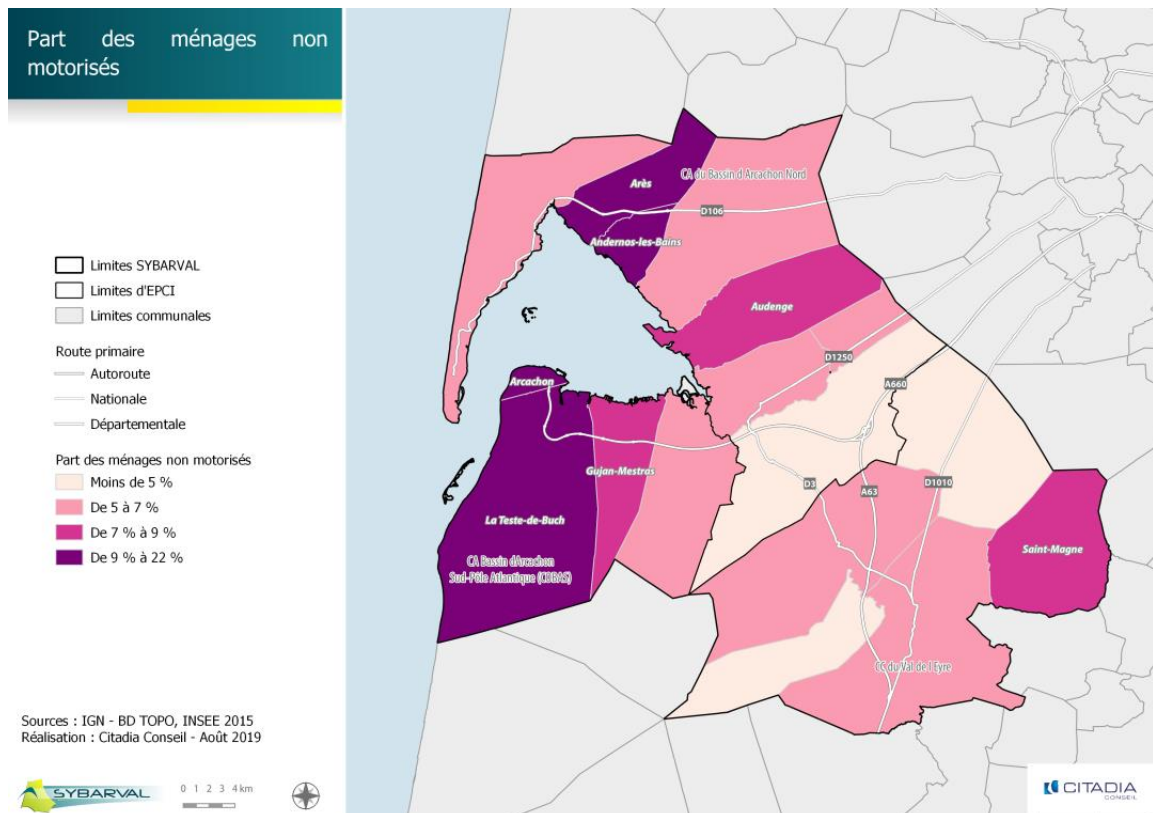 Part des ménages non
motorisés
Limites SYBARVAL
Limites d'EPCI
Limites communales
Route primaire
Autoroute
Nationale
Départementale
Part des ménages non motorisés
Moins de 5 %
De 5 à 7 %
De 7 % à 9 %
De 9 % à 22 %
Sources : IGN - BD TOPO, INSEE 2015
Réalisation : Citadia Conseil - Août 2019
SYBARVAL
0 1 2 3 4 km
Arès
CA du Bassin d'Arcachon Nord
D106
Andernos-les-Bains
Audenge
D1250
Arcachon
A660
Gujan-Mestras
D3
A63
D1010
La Teste-de-Buch
Saint-Magne
CA Bassin d'Arcachon
Sud-Pôle Atlantique (COBAS)
CC du Val de l Eyre
CITADIA
CONSEIL